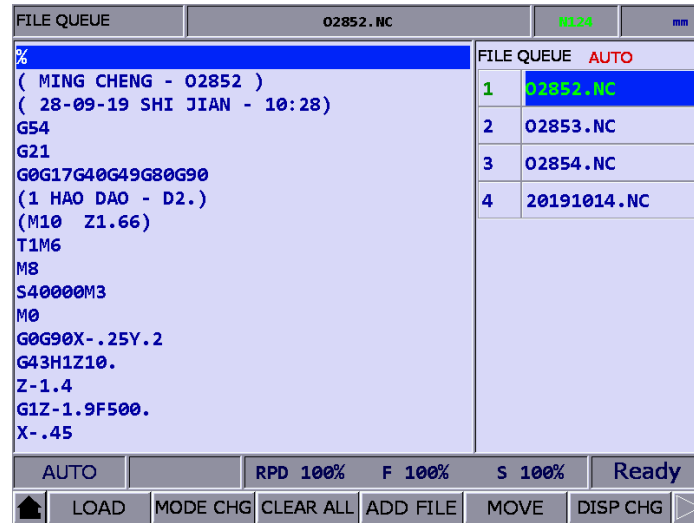 FILE QUEUE 02852.NC N124 mm
%
( MING CHENG - O2852 )
( 28-09-19 SHI JIAN - 10:28)
G54
G21
G0G17G40G49G80G90
(1 HAO DAO - D2.)
(M10  Z1.66)
T1M6
M8
S40000M3
M0
G0G90X-.25Y.2
G43H1Z10.
Z-1.4
G1Z-1.9F500.
X-.45
FILE QUEUE AUTO
1 O2852.NC
2 O2853.NC
3 O2854.NC
4 20191014.NC
AUTO RPD 100% F 100% S 100% Ready
LOAD MODE CHG CLEAR ALL ADD FILE MOVE DISP CHG